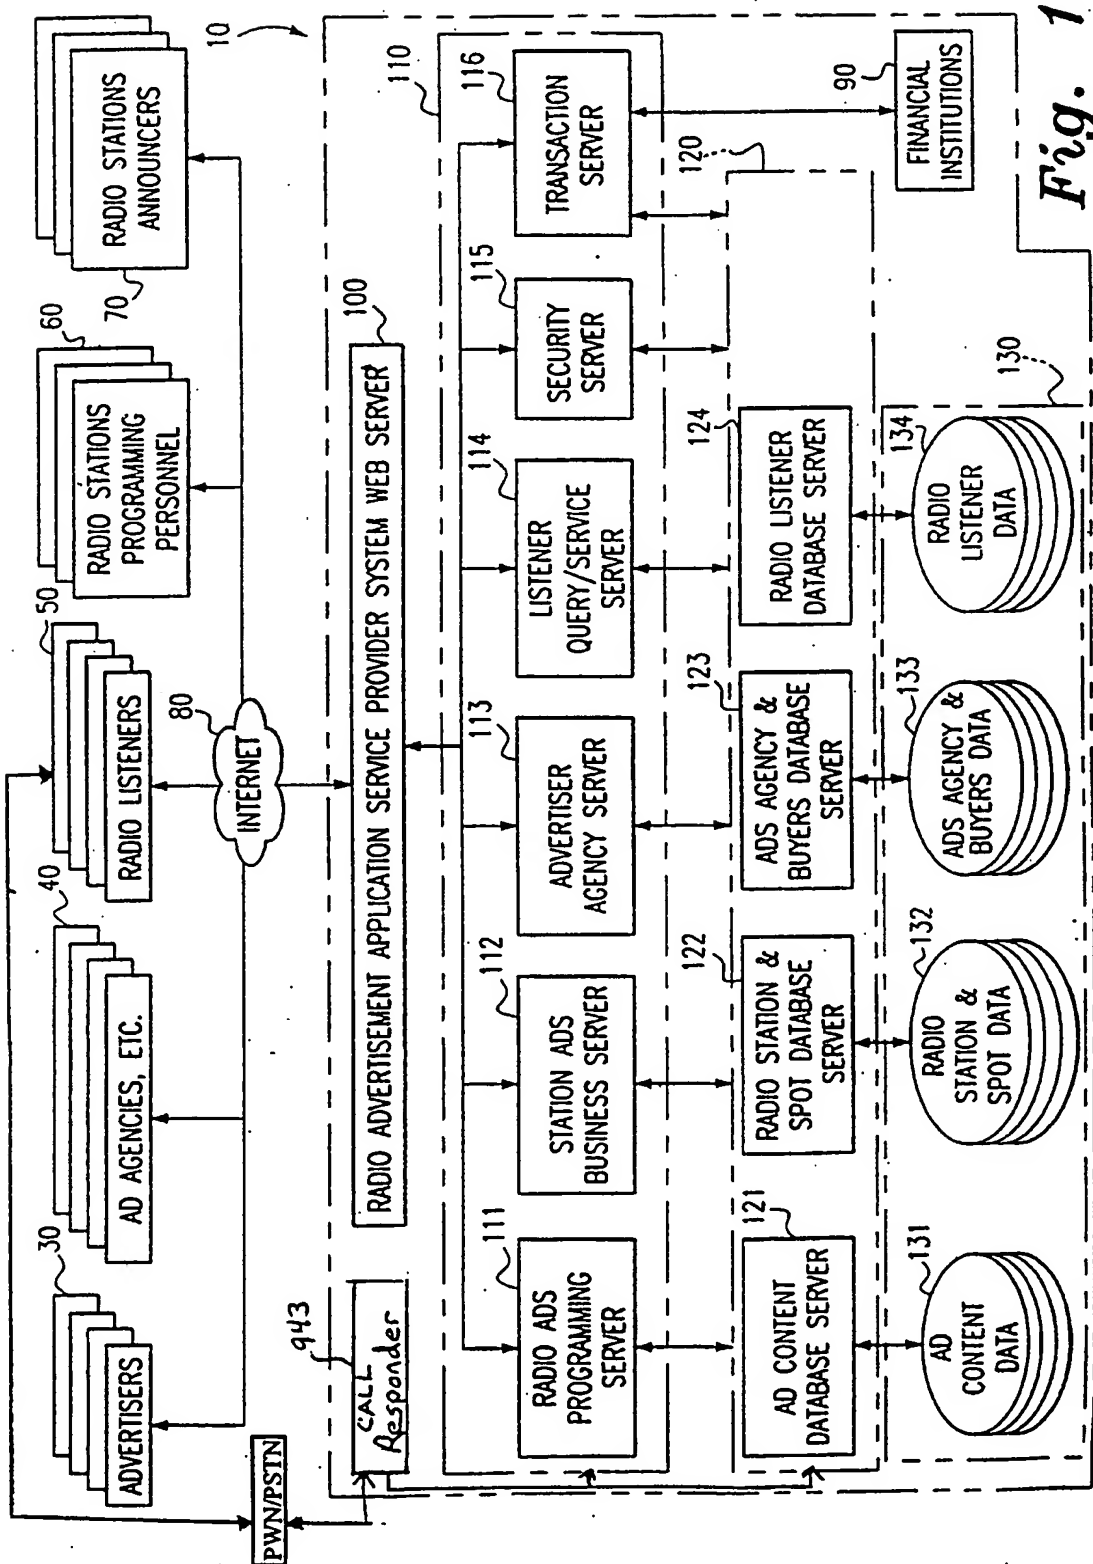 30
ADVERTISERS
40
AD AGENCIES, ETC.
50
RADIO LISTENERS
60
RADIO STATIONS
PROGRAMMING
PERSONNEL
70
RADIO STATIONS
ANNOUNCERS
10
PWN/PSTN
80
INTERNET
943
CALL
Responder
100
RADIO ADVERTISEMENT APPLICATION SERVICE PROVIDER SYSTEM WEB SERVER
110
111
RADIO ADS
PROGRAMMING
SERVER
112
STATION ADS
BUSINESS SERVER
113
ADVERTISER
AGENCY SERVER
114
LISTENER
QUERY/SERVICE
SERVER
115
SECURITY
SERVER
116
TRANSACTION
SERVER
120
121
AD CONTENT
DATABASE SERVER
122
RADIO STATION &
SPOT DATABASE
SERVER
123
ADS AGENCY &
BUYERS DATABASE
SERVER
124
RADIO LISTENER
DATABASE SERVER
90
FINANCIAL
INSTITUTIONS
130
131
AD
CONTENT
DATA
132
RADIO
STATION &
SPOT DATA
133
ADS AGENCY &
BUYERS DATA
134
RADIO
LISTENER
DATA
Fig. 1